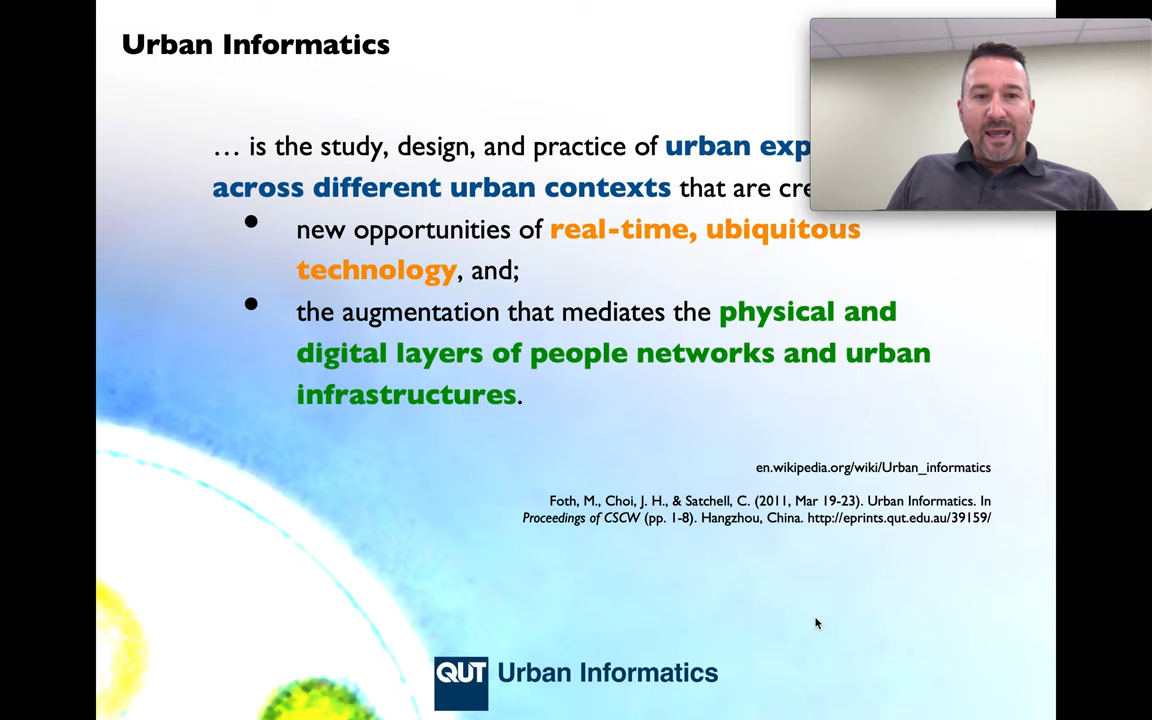 Urban Informatics
… is the study, design, and practice of urban
across different urban contexts that are
• new opportunities of real-time, ubiquitous
technology, and;
• the augmentation that mediates the physical and
digital layers of people networks and urban
infrastructures.
en.wikipedia.org/wiki/Urban_informatics
Foth, M., Choi, J. H., & Satchell, C. (2011, Mar 19-23). Urban Informatics. In
Proceedings of CSCW (pp. 1-8). Hangzhou, China. http://eprints.qut.edu.au/39159/
QUT Urban Informatics